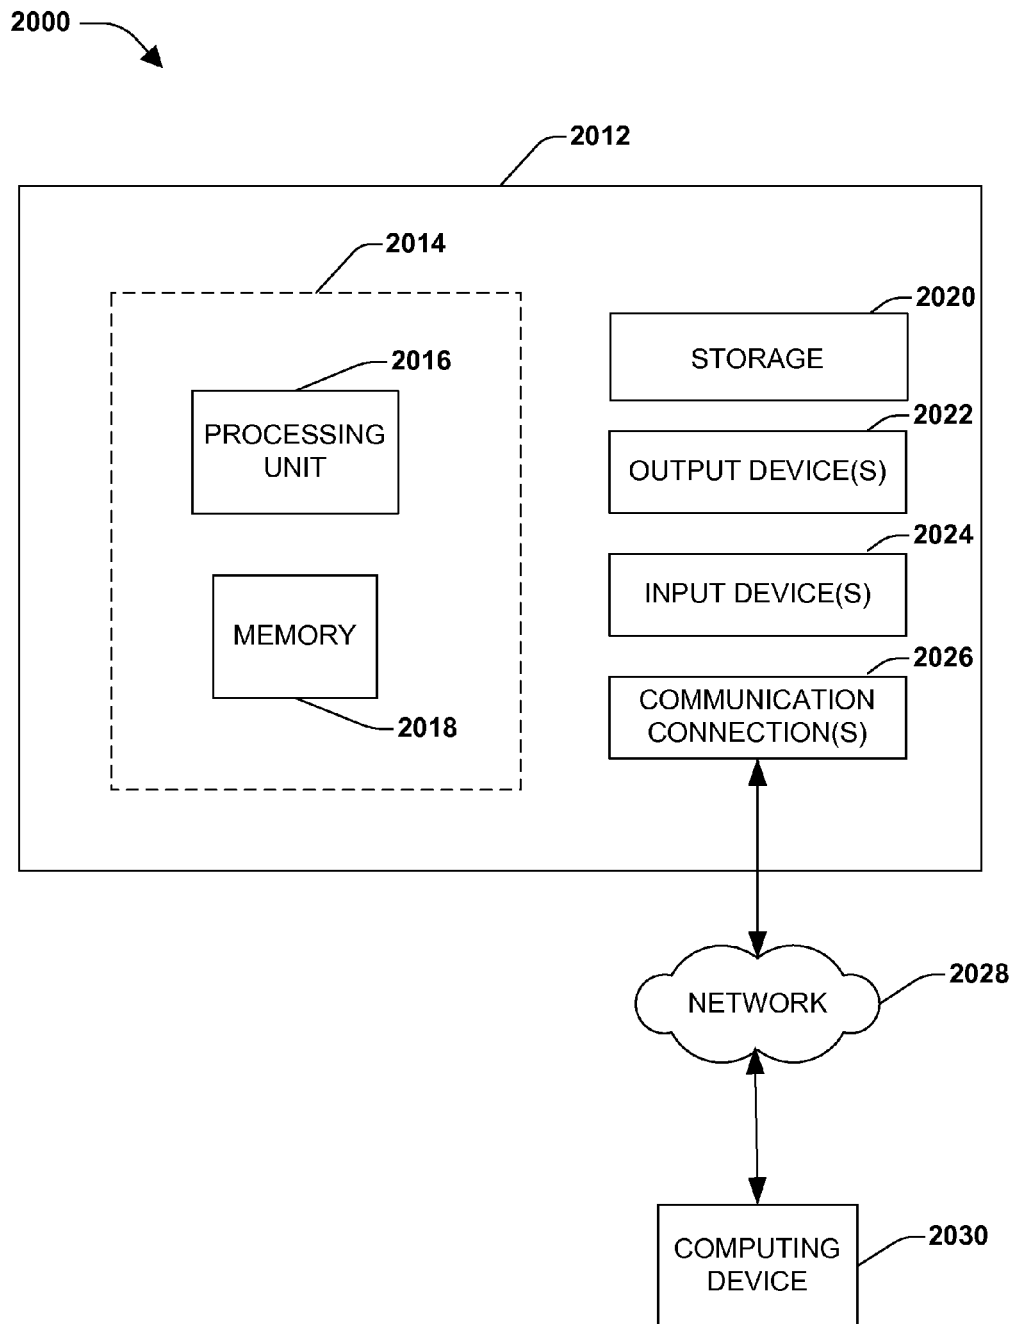 2000
2012
2014
2020
STORAGE
2016
PROCESSING
UNIT
2022
OUTPUT DEVICE(S)
2024
INPUT DEVICE(S)
MEMORY
2018
2026
COMMUNICATION
CONNECTION(S)
NETWORK
2028
COMPUTING
DEVICE
2030